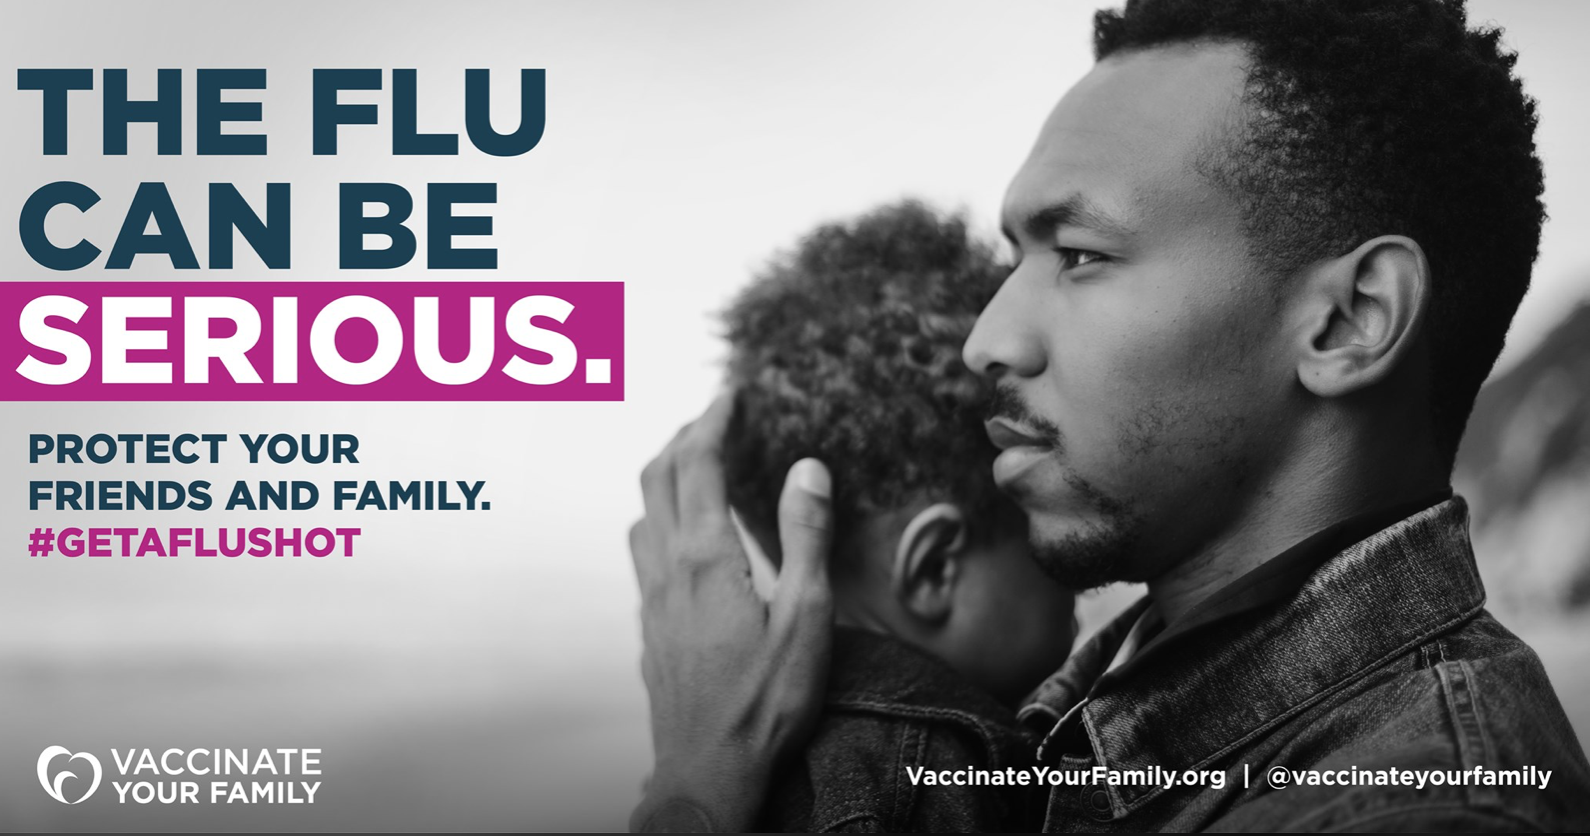 THE FLU
CAN BE
SERIOUS.
PROTECT YOUR
FRIENDS AND FAMILY.
#GETAFLUSHOT
VACCINATE
YOUR FAMILY
VaccinateYourFamily.org | @vaccinateyourfamily